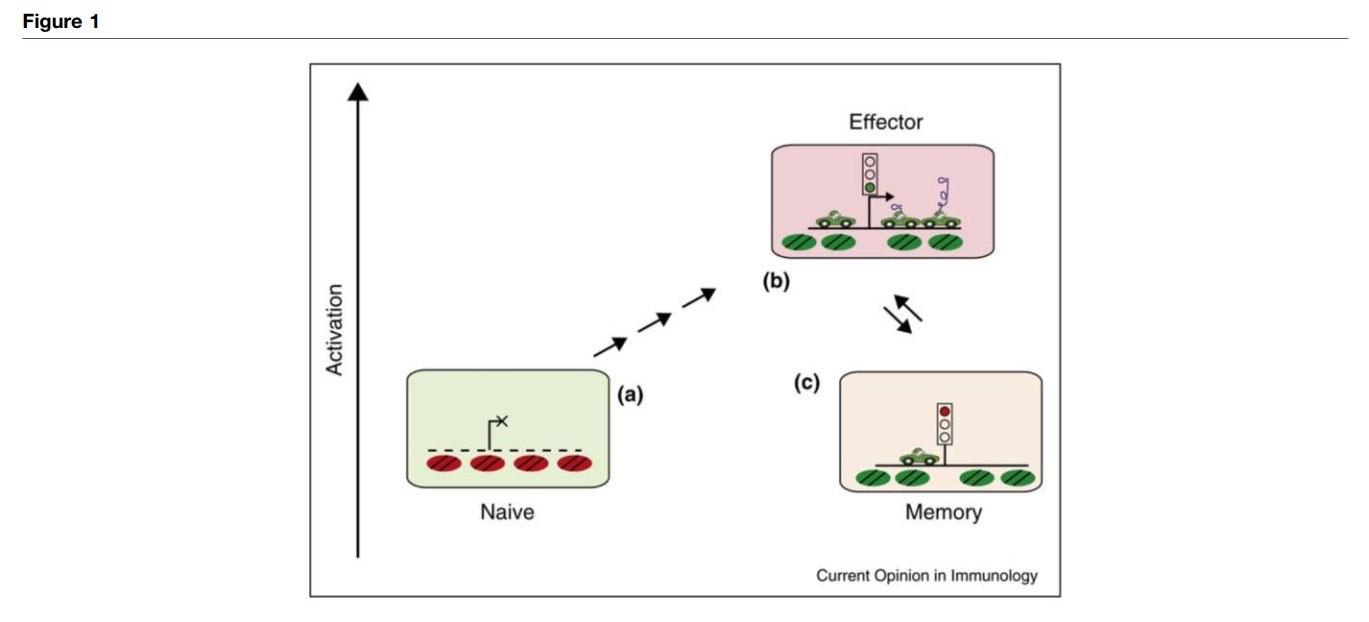 Figure 1
Effector
(b)
Activation
(a)
(c)
Naive
Memory
Current Opinion in Immunology